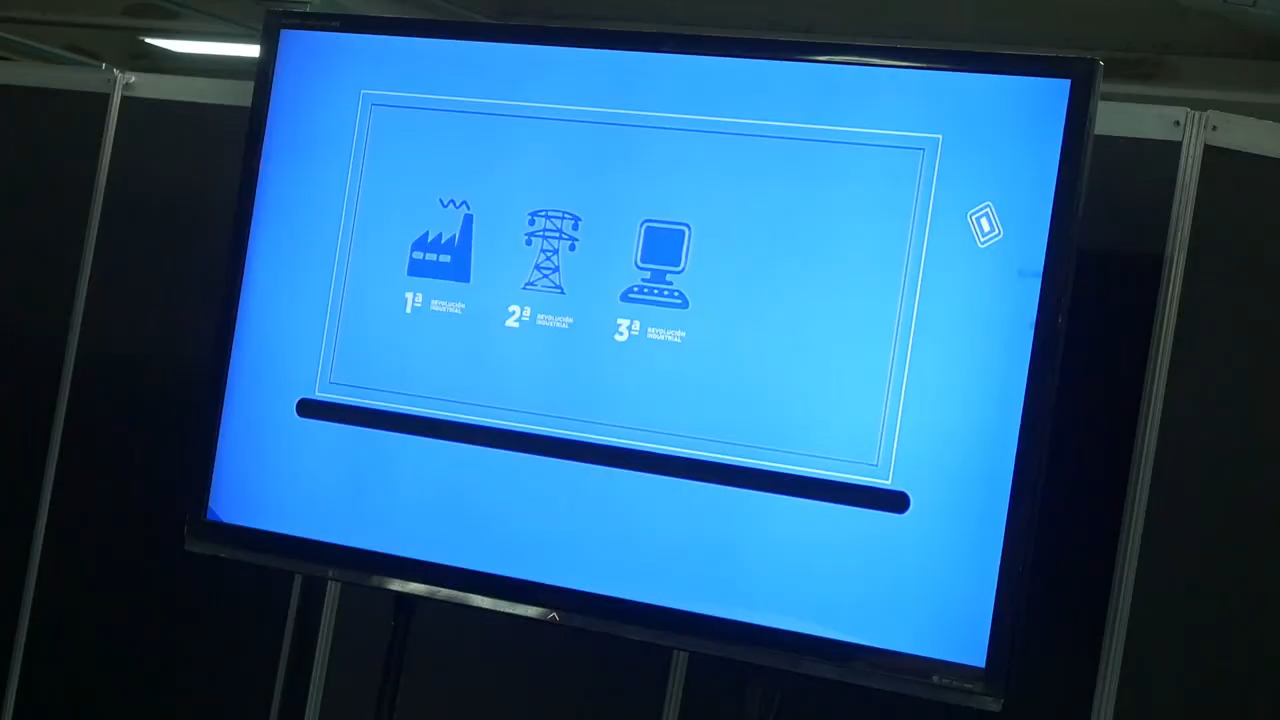 1ª REVOLUCIÓN
INDUSTRIAL
2ª REVOLUCIÓN
INDUSTRIAL
3ª REVOLUCIÓN
INDUSTRIAL